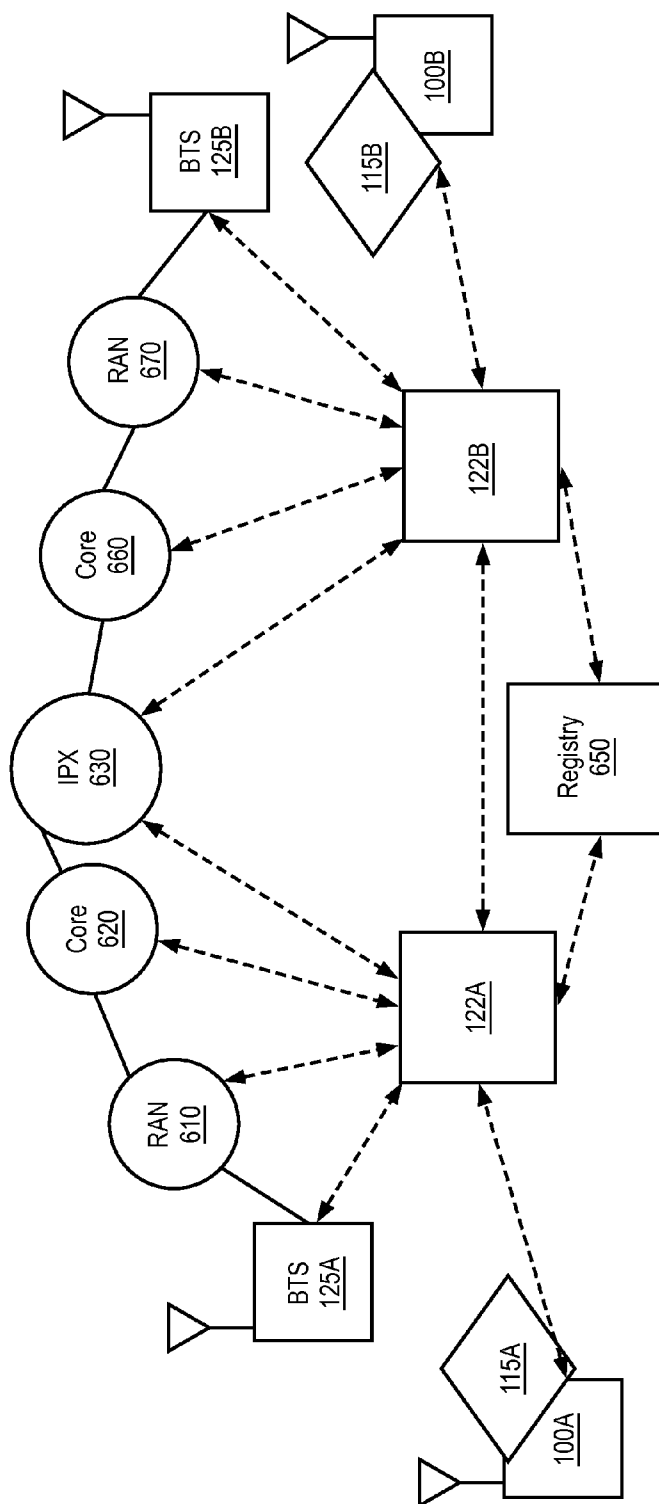 100A
115A
BTS
125A
RAN
610
Core
620
IPX
630
Core
660
RAN
670
BTS
125B
122A
122B
Registry
650
115B
100B